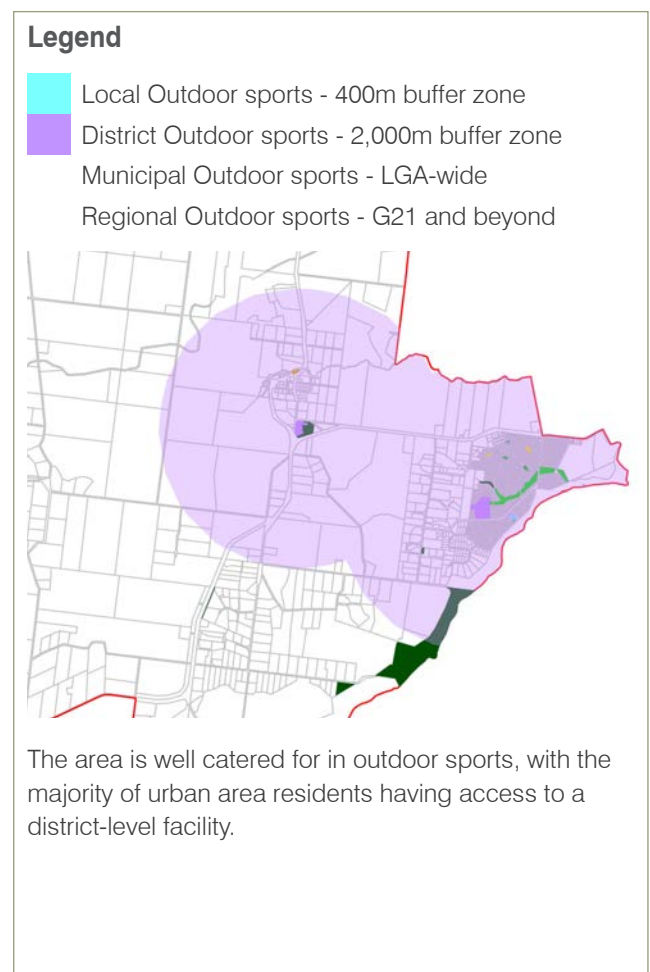 Legend
Local Outdoor sports - 400m buffer zone
District Outdoor sports - 2,000m buffer zone
Municipal Outdoor sports - LGA-wide
Regional Outdoor sports - G21 and beyond
The area is well catered for in outdoor sports, with the
majority of urban area residents having access to a
district-level facility.